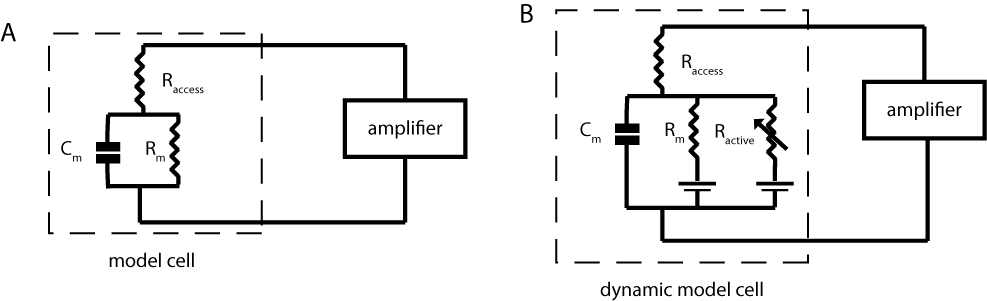 A
R access
C m
R m
amplifier
model cell
B
R access
C m
R m
R active
amplifier
dynamic model cell